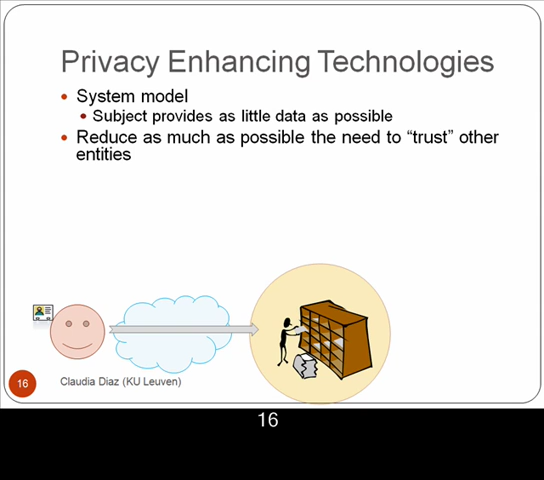 Privacy Enhancing Technologies
System model
Subject provides as little data as possible
Reduce as much as possible the need to “trust” other
entities
16
Claudia Diaz (KU Leuven)
16